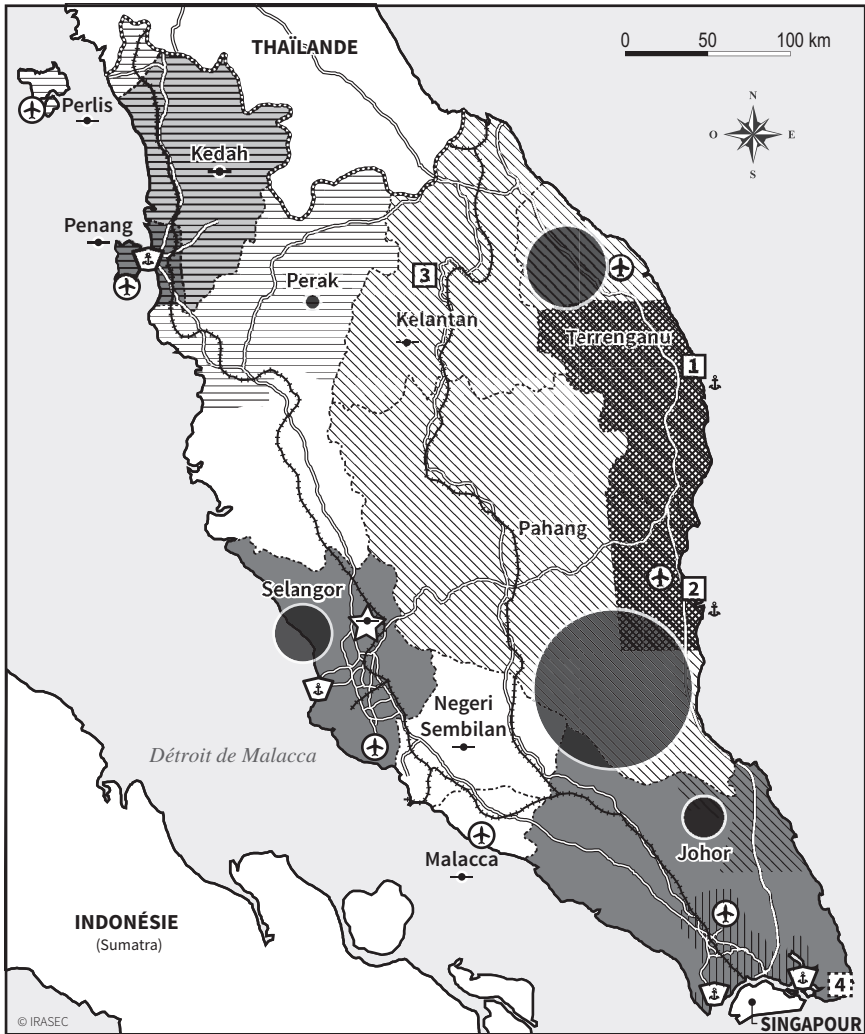 THAÏLANDE
0 50 100 km
N
O E
S
Perlis
Kedah
Penang
Perak
3
Kelantan
Terrenganu
1
Pahang
2
Selangor
Negeri
Sembilan
Détroit de Malacca
Johor
Malacca
INDONÉSIE
(Sumatra)
4
© IRASEC
SINGAPOUR